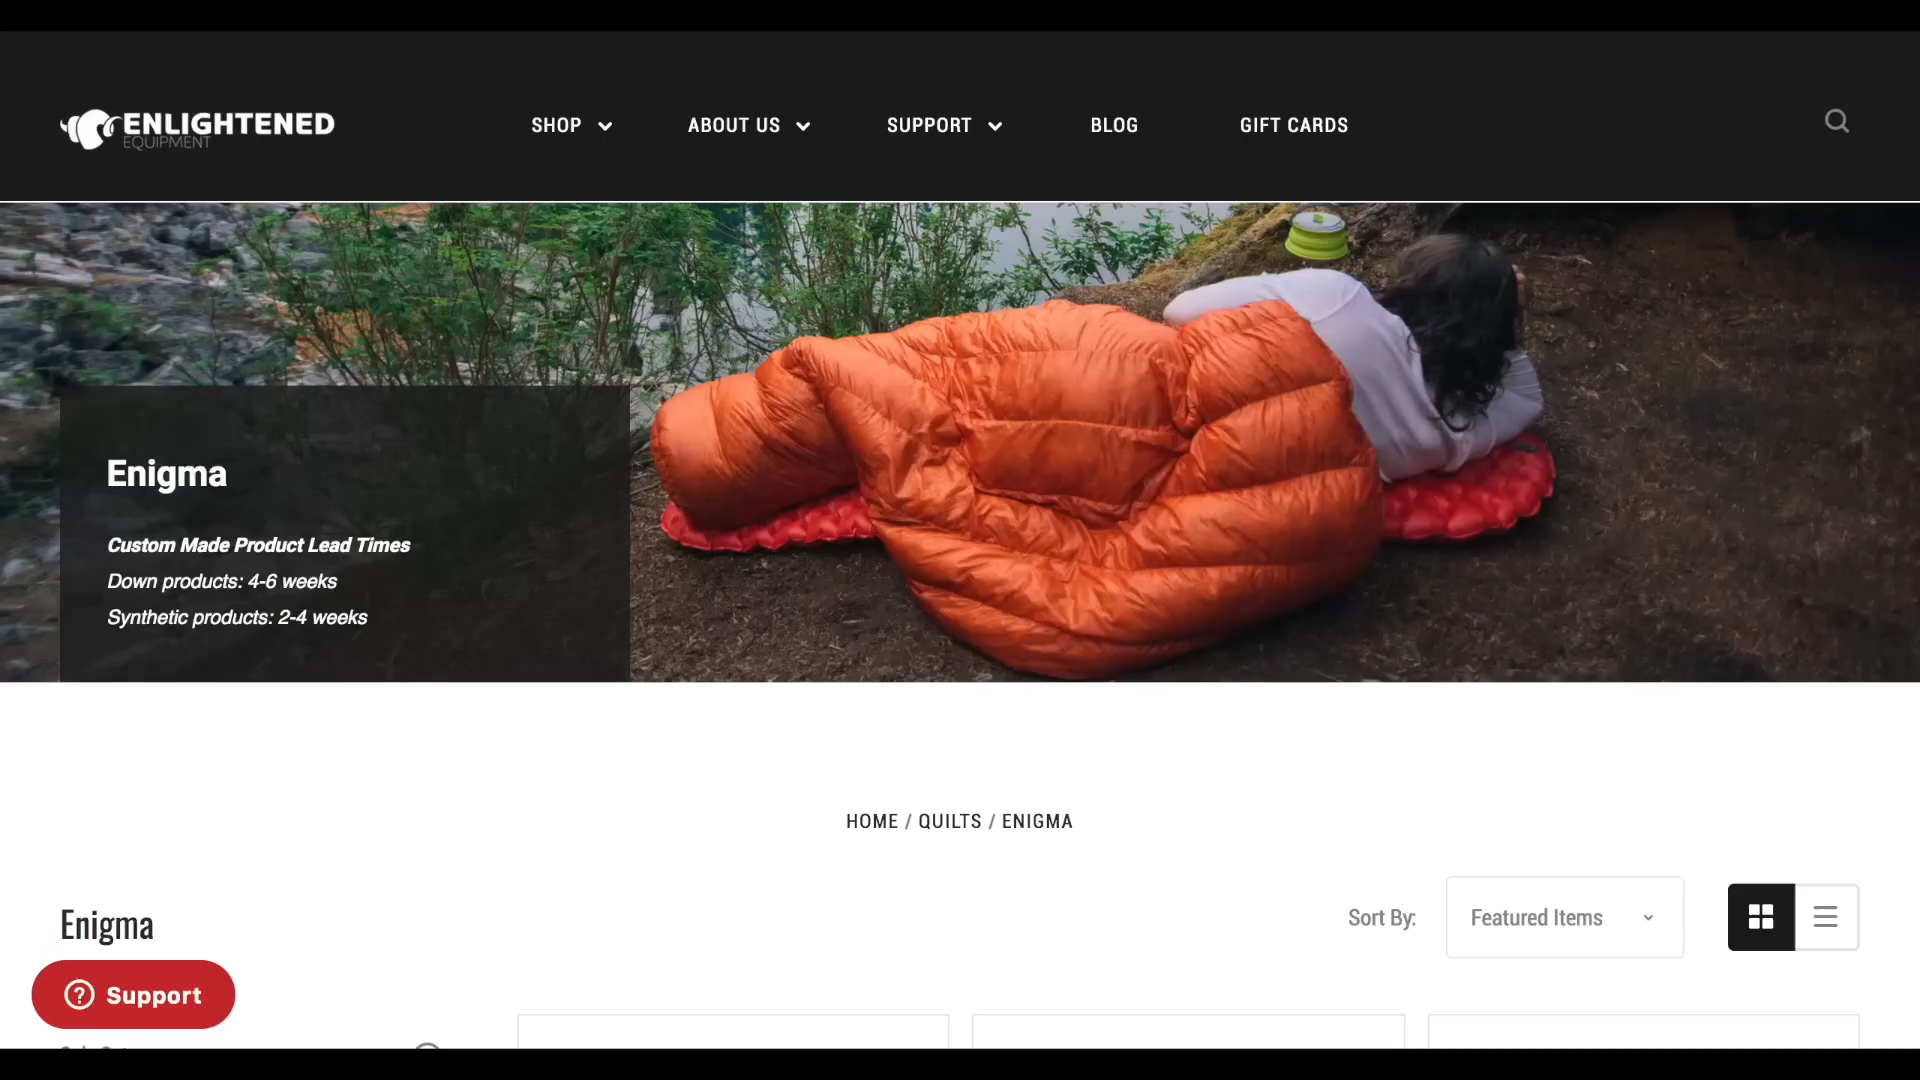 ENLIGHTENED
EQUIPMENT
SHOP
ABOUT US
SUPPORT
BLOG
GIFT CARDS
Enigma
Custom Made Product Lead Times
Down products: 4-6 weeks
Synthetic products: 2-4 weeks
HOME / QUILTS / ENIGMA
Enigma
Sort By:
Featured Items
? Support